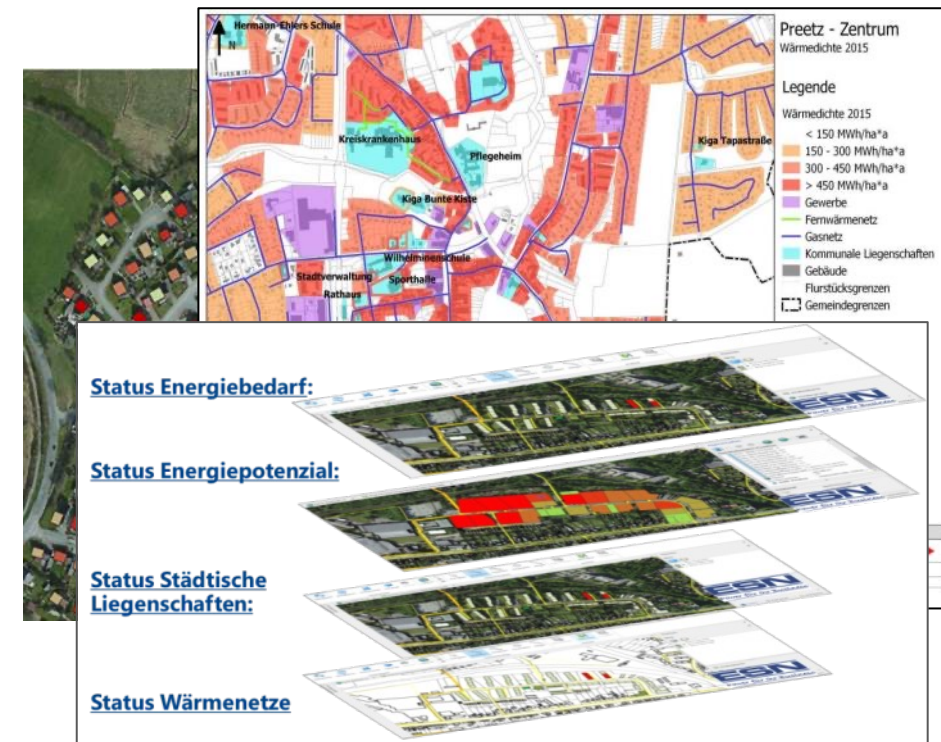 Hermann-Ehlers Schule
N
Kreiskrankenhaus
Pflegeheim
Kiga Tapastraße
Kiga Bunte Kiste
Wilhelminenschule
Stadtverwaltung
Sporthalle
Rathaus
Preetz - Zentrum
Wärmedichte 2015
Legende
Wärmedichte 2015
< 150 MWh/ha*a
150 - 300 MWh/ha*a
300 - 450 MWh/ha*a
> 450 MWh/ha*a
Gewerbe
Fernwärmenetz
Gasnetz
Kommunale Liegenschaften
Gebäude
Flurstücksgrenzen
Gemeindegrenzen
Status Energiebedarf:
ESN
Status Energiepotenzial:
ESN
Status Städtische
Liegenschaften:
ESN
Status Wärmenetze
ESN